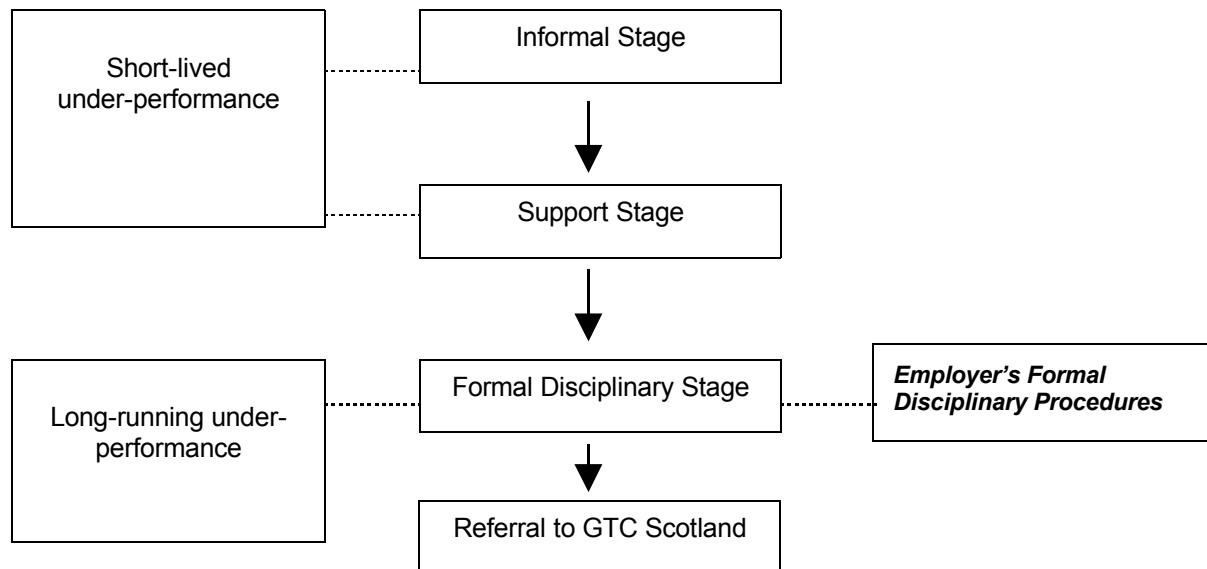 Informal Stage
Short-lived
under-performance
Support Stage
Formal Disciplinary Stage
Employer's Formal
Disciplinary Procedures
Long-running under-
performance
Referral to GTC Scotland